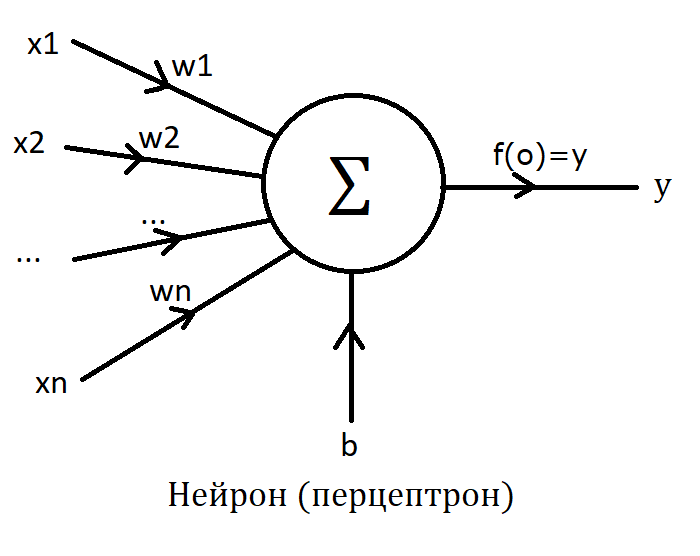 x1
w1
x2
w2
...
...
wn
xn
∑
f(o)=y
y
b
Нейрон (перцептрон)